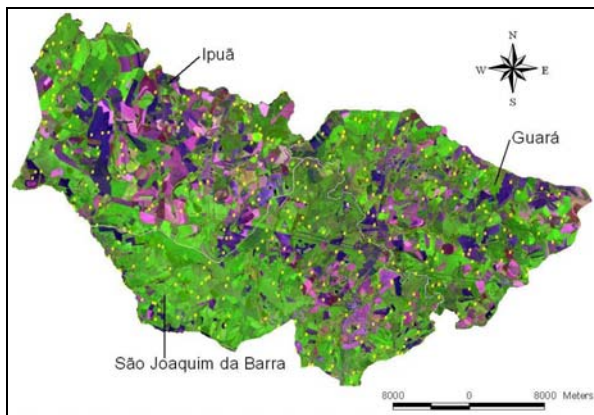 Ipuã
N
W E
S
Guará
São Joaquim da Barra
8000 0 8000 Meters